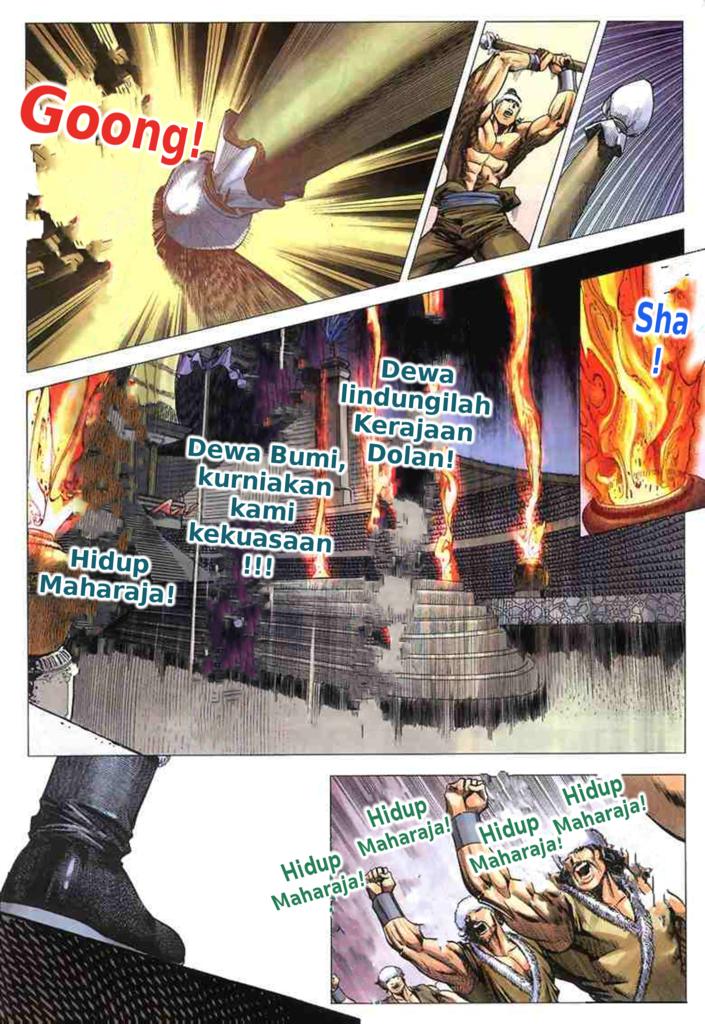 Goong!
Sha
!
Dewa
lindungilah
Kerajaan
Dolan!
Dewa Bumi,
kurniakan
kami
kekuasaan
!!!
Hidup
Maharaja!
Hidup
Maharaja!
Hidup
Maharaja!
Hidup
Maharaja!
Hidup
Maharaja!